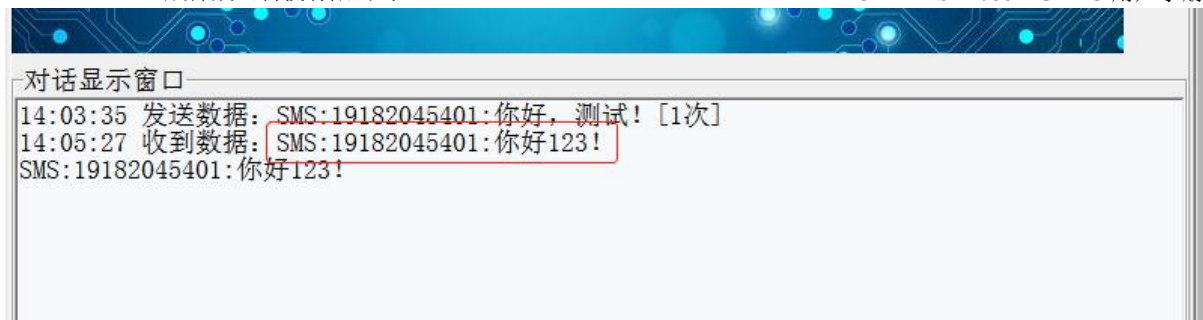 对话显示窗口
14:03:35 发送数据：SMS:19182045401:你好，测试！[1次]
14:05:27 收到数据：SMS:19182045401:你好123！
SMS:19182045401:你好123！